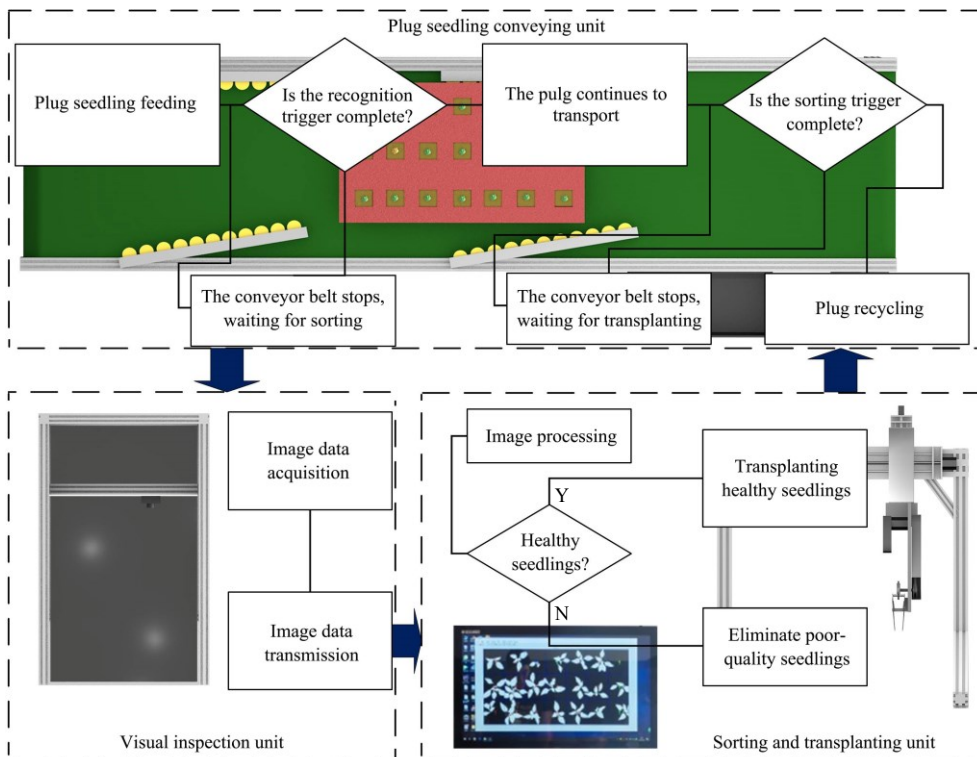 Plug seedling conveying unit
Plug seedling feeding
Is the recognition
trigger complete?
The pulg continues to
transport
Is the sorting trigger
complete?
The conveyor belt stops,
waiting for sorting
The conveyor belt stops,
waiting for transplanting
Plug recycling
Image data
acquisition
Image data
transmission
Visual inspection unit
Image processing
Y
Healthy
seedlings?
N
Transplanting
healthy seedlings
Eliminate poor-
quality seedlings
Sorting and transplanting unit